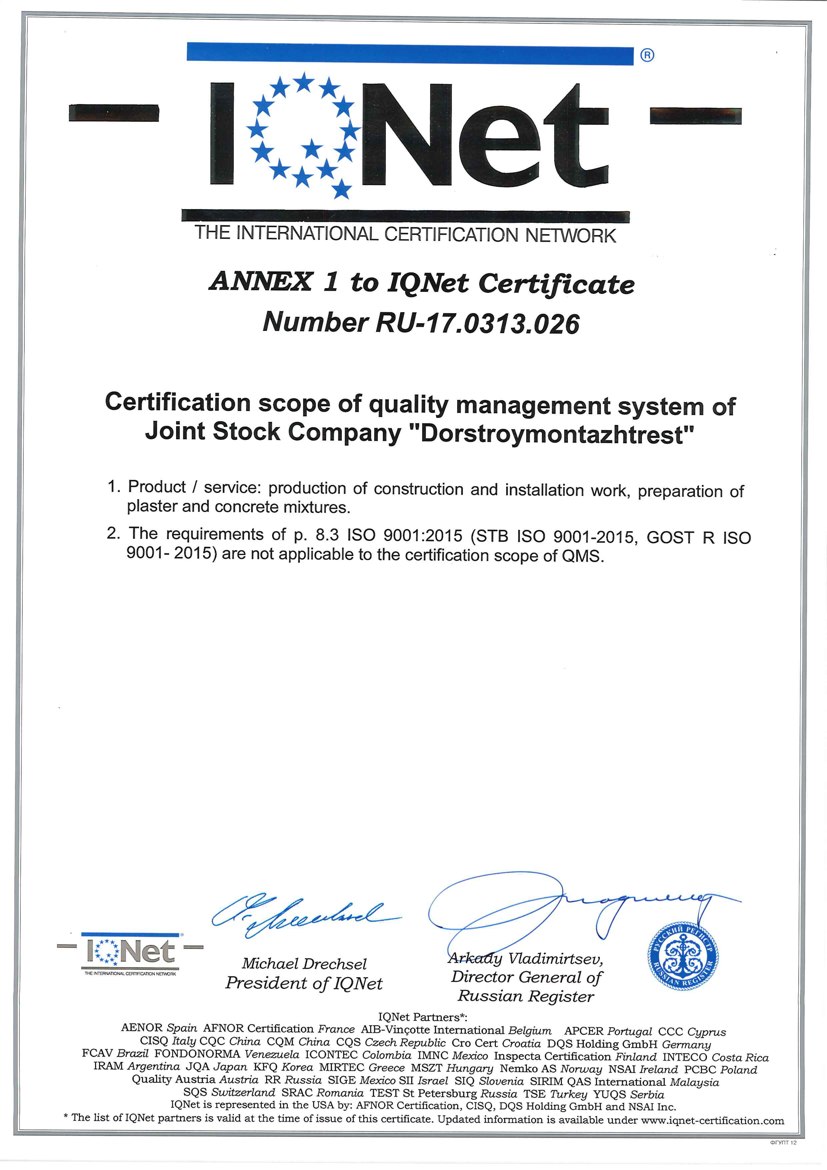 ®
IQNet
THE INTERNATIONAL CERTIFICATION NETWORK
ANNEX 1 to IQNet Certificate
Number RU-17.0313.026
Certification scope of quality management system of
Joint Stock Company "Dorstroymontazhtrest"
1. Product / service: production of construction and installation work, preparation of
plaster and concrete mixtures.
2. The requirements of p. 8.3 ISO 9001:2015 (STB ISO 9001-2015, GOST R ISO
9001- 2015) are not applicable to the certification scope of QMS.
IQNet
THE INTERNATIONAL CERTIFICATION NETWORK
Michael Drechsel
President of IQNet
Arkady Vladimirtsev,
Director General of
Russian Register
РУССКИЙ РЕГИСТР
RUSSIAN REGISTER
IQNet Partners*:
AENOR Spain AFNOR Certification France AIB-Vinçotte International Belgium APCER Portugal CCC Cyprus
CISQ Italy CQC China CQM China CQS Czech Republic Cro Cert Croatia DQS Holding GmbH Germany
FCAV Brazil FONDONORMA Venezuela ICONTEC Colombia IMNC Mexico Inspecta Certification Finland INTECO Costa Rica
IRAM Argentina JQA Japan KFQ Korea MIRTEC Greece MSZT Hungary Nemko AS Norway NSAI Ireland PCBC Poland
Quality Austria Austria RR Russia SIGE Mexico SII Israel SIQ Slovenia SIRIM QAS International Malaysia
SQS Switzerland SRAC Romania TEST St Petersburg Russia TSE Turkey YUQS Serbia
IQNet is represented in the USA by: AFNOR Certification, CISQ, DQS Holding GmbH and NSAI Inc.
* The list of IQNet partners is valid at the time of issue of this certificate. Updated information is available under www.iqnet-certification.com